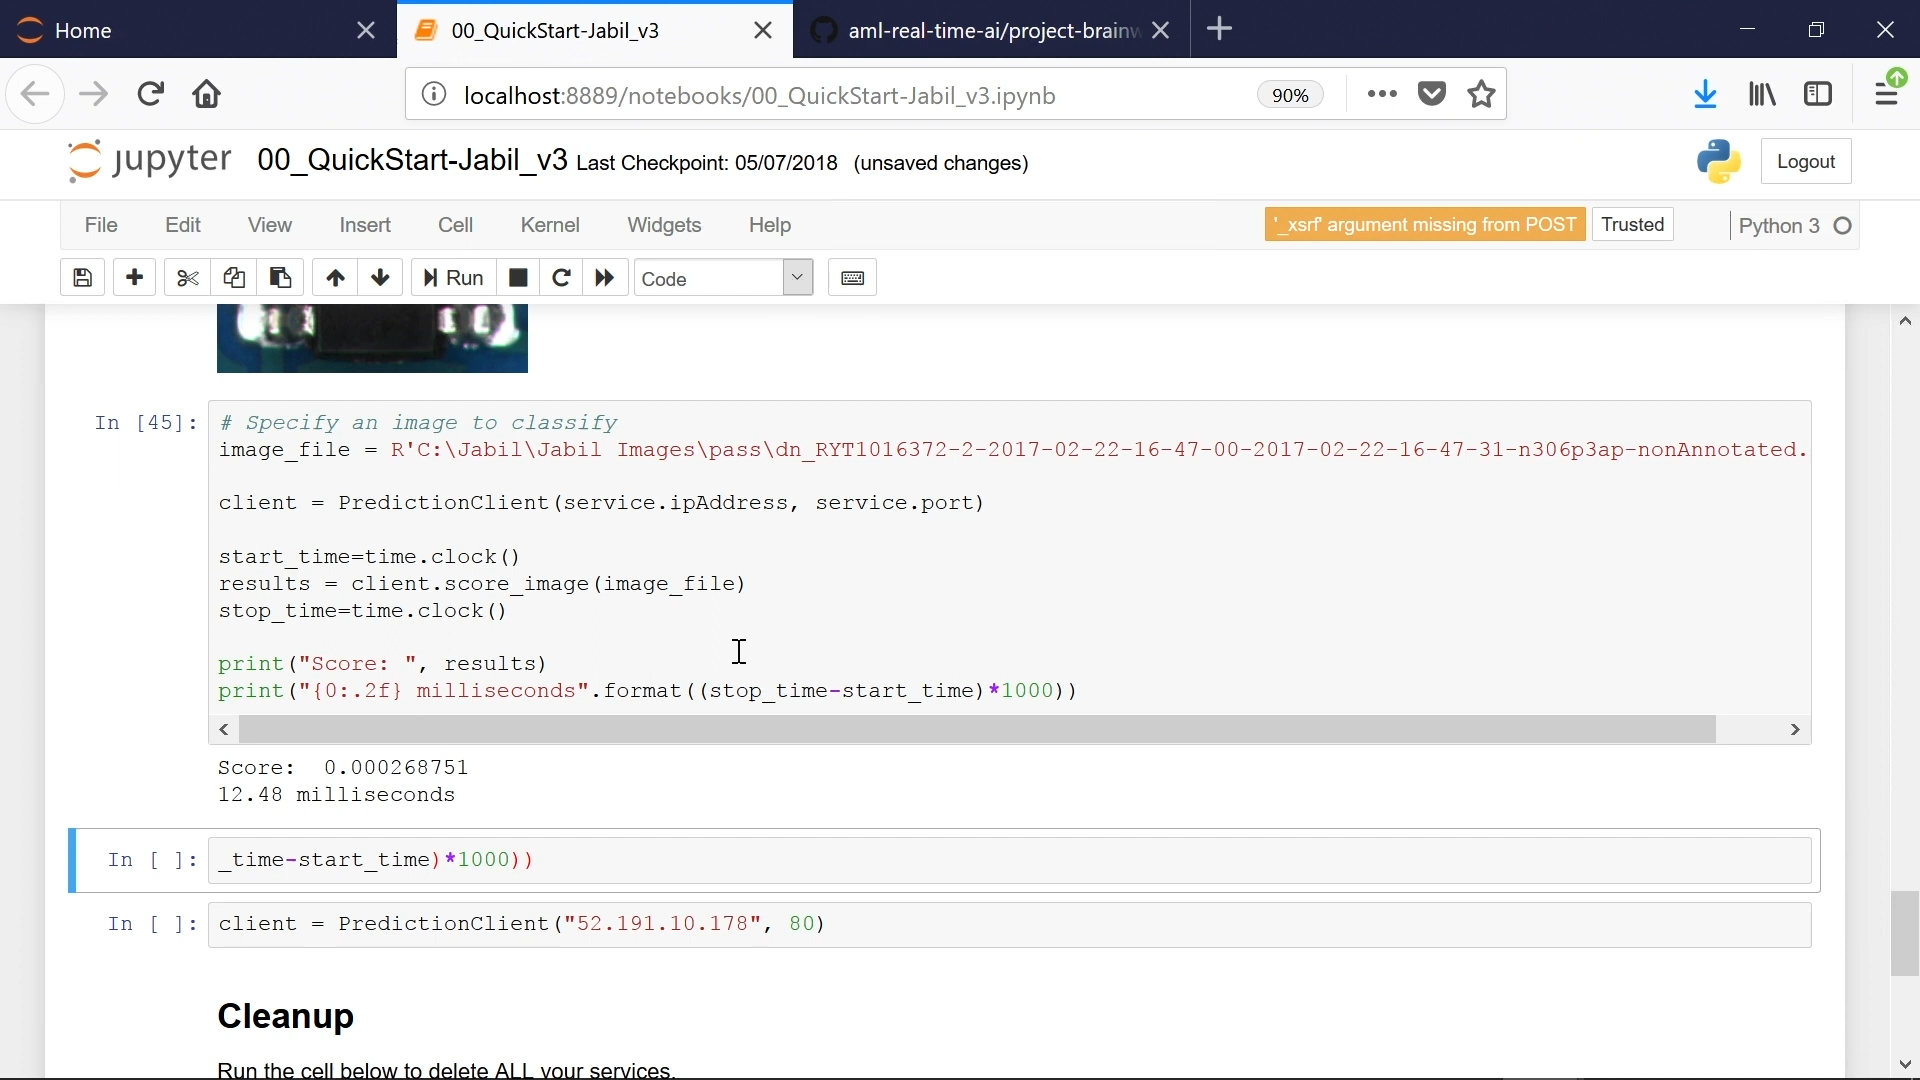 Home
00_QuickStart-Jabil_v3
aml-real-time-ai/project-brainw
localhost:8889/notebooks/00_QuickStart-Jabil_v3.ipynb
90%
jupyter
00_QuickStart-Jabil_v3 Last Checkpoint: 05/07/2018 (unsaved changes)
Logout
File Edit View Insert Cell Kernel Widgets Help
'_xsrf' argument missing from POST
Trusted
Python 3
Run
Code
In [45]:
# Specify an image to classify
image_file = R'C:\Jabil\Jabil Images\pass\dn_RYT1016372-2-2017-02-22-16-47-00-2017-02-22-16-47-31-n306p3ap-nonAnnotated.
client = PredictionClient(service.ipAddress, service.port)
start_time=time.clock()
results = client.score_image(image_file)
stop_time=time.clock()
print("Score: ", results)
print("{0:.2f} milliseconds".format((stop_time-start_time)*1000))
Score:  0.000268751
12.48 milliseconds
In [ ]: _time-start_time)*1000))
In [ ]: client = PredictionClient("52.191.10.178", 80)
Cleanup
Run the cell below to delete ALL your services.